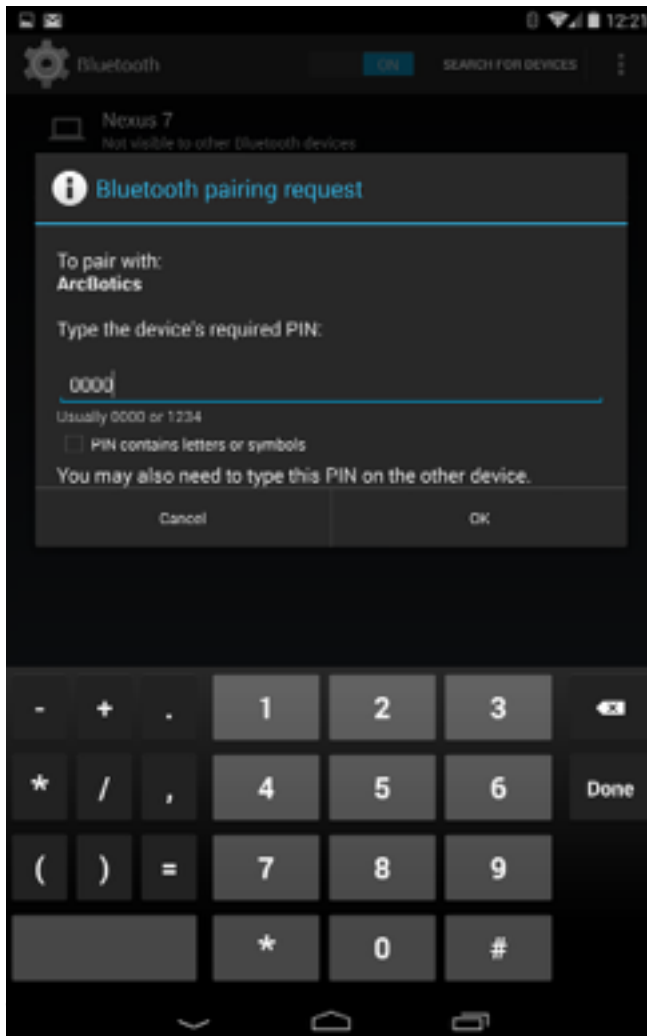 12:21
Bluetooth ON SEARCH FOR DEVICES
Nexus 7
Not visible to other Bluetooth devices
Bluetooth pairing request
To pair with:
ArcBotics
Type the device's required PIN:
0000
Usually 0000 or 1234
PIN contains letters or symbols
You may also need to type this PIN on the other device.
Cancel OK
- + . 1 2 3
* / , 4 5 6 Done
( ) = 7 8 9
* 0 #